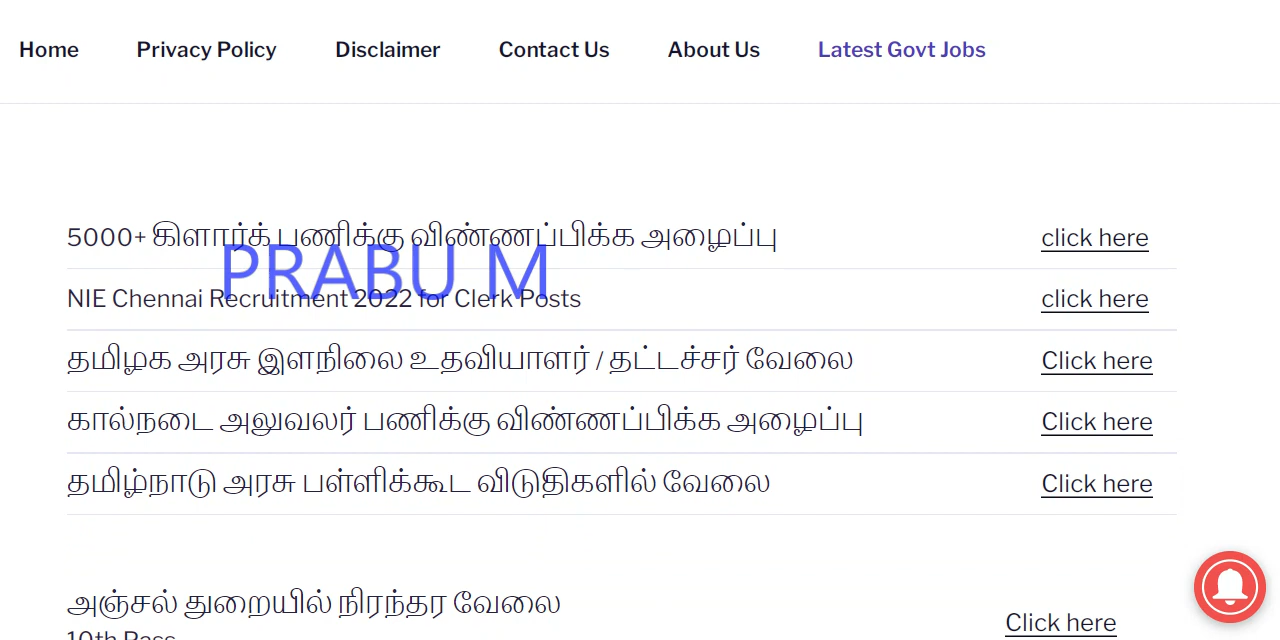 Home Privacy Policy Disclaimer Contact Us About Us Latest Govt Jobs
5000+ கிளார்க் பணிக்கு விண்ணப்பிக்க அழைப்பு click here
PRABU M
NIE Chennai Recruitment 2022 for Clerk Posts click here
தமிழக அரசு இளநிலை உதவியாளர் / தட்டச்சர் வேலை Click here
கால்நடை அலுவலர் பணிக்கு விண்ணப்பிக்க அழைப்பு Click here
தமிழ்நாடு அரசு பள்ளிக்கூட விடுதிகளில் வேலை Click here
அஞ்சல் துறையில் நிரந்தர வேலை Click here
10th Pass